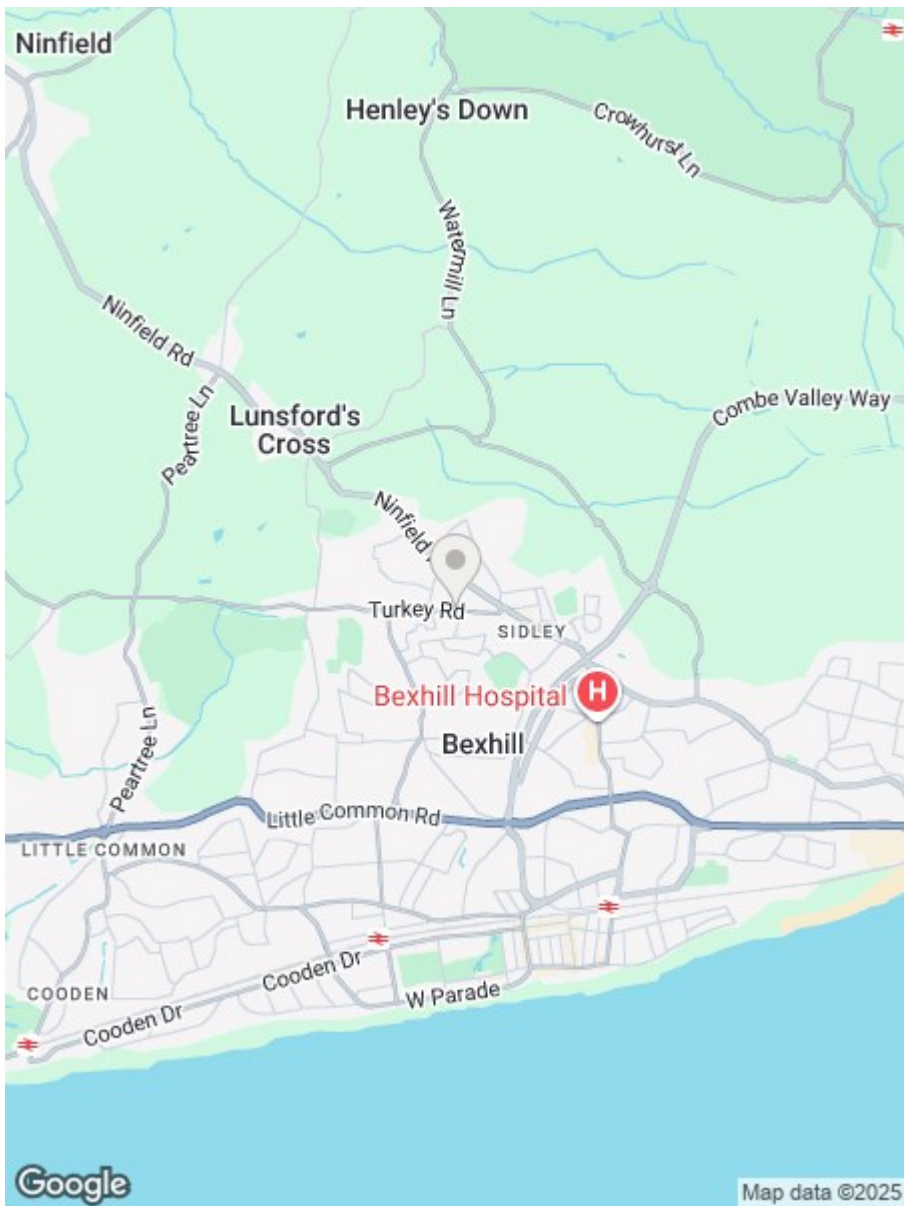 Ninfield
Henley's Down
Crowhurst Ln
Watermill Ln
Ninfield Rd
Combe Valley Way
Peartree Ln
Lunsford's
Cross
Ninfield
Turkey Rd
SIDLEY
Bexhill Hospital
H
Bexhill
Peartree Ln
Little Common Rd
LITTLE COMMON
Cooden Dr
W Parade
COODEN
Cooden Dr
Google
Map data ©2025